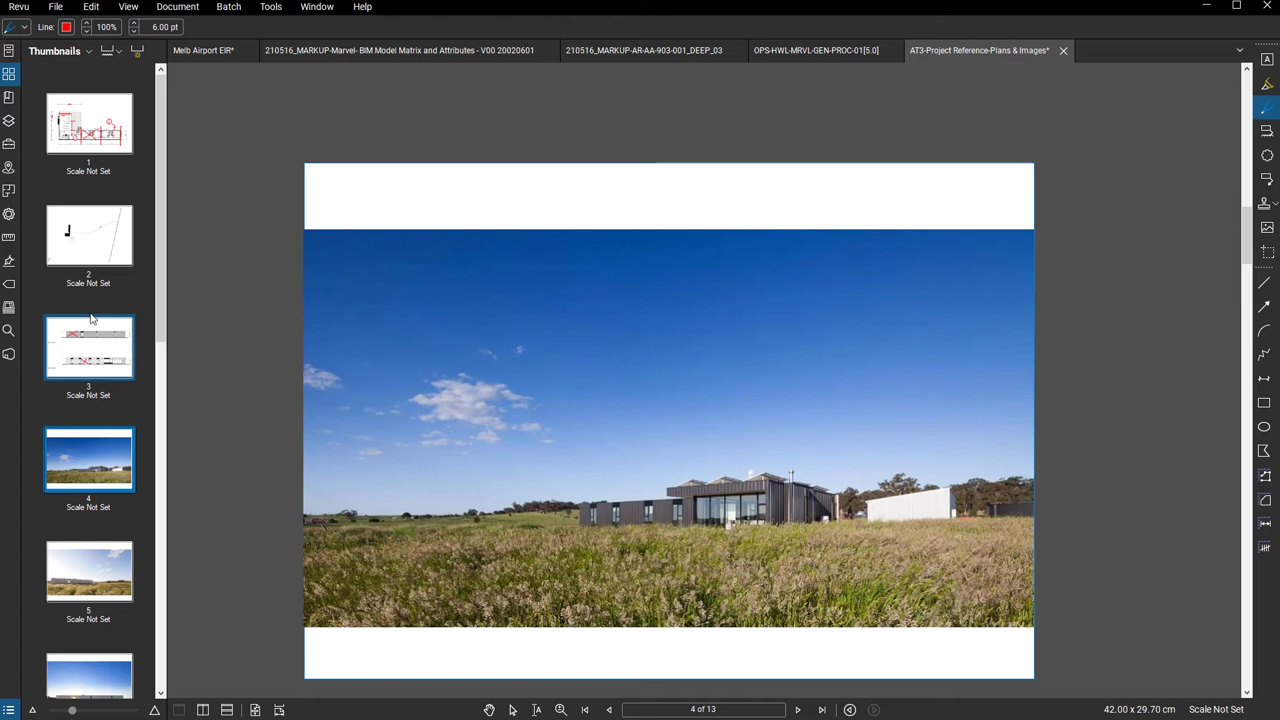 Revu File Edit View Document Batch Tools Window Help
Line: 100% 6.00 pt
Thumbnails
Melb Airport EIR* 210516_MARKUP-Marvel- BIM Model Matrix and Attributes - V00 20200601 210516_MARKUP-AR-AA-903-001_DEEP_03 OPS-HWL-MRVL-GEN-PROC-01[5.0] AT3-Project Reference-Plans & Images*
1
Scale Not Set
2
Scale Not Set
3
Scale Not Set
4
Scale Not Set
5
Scale Not Set
4 of 13
42.00 x 29.70 cm Scale Not Set